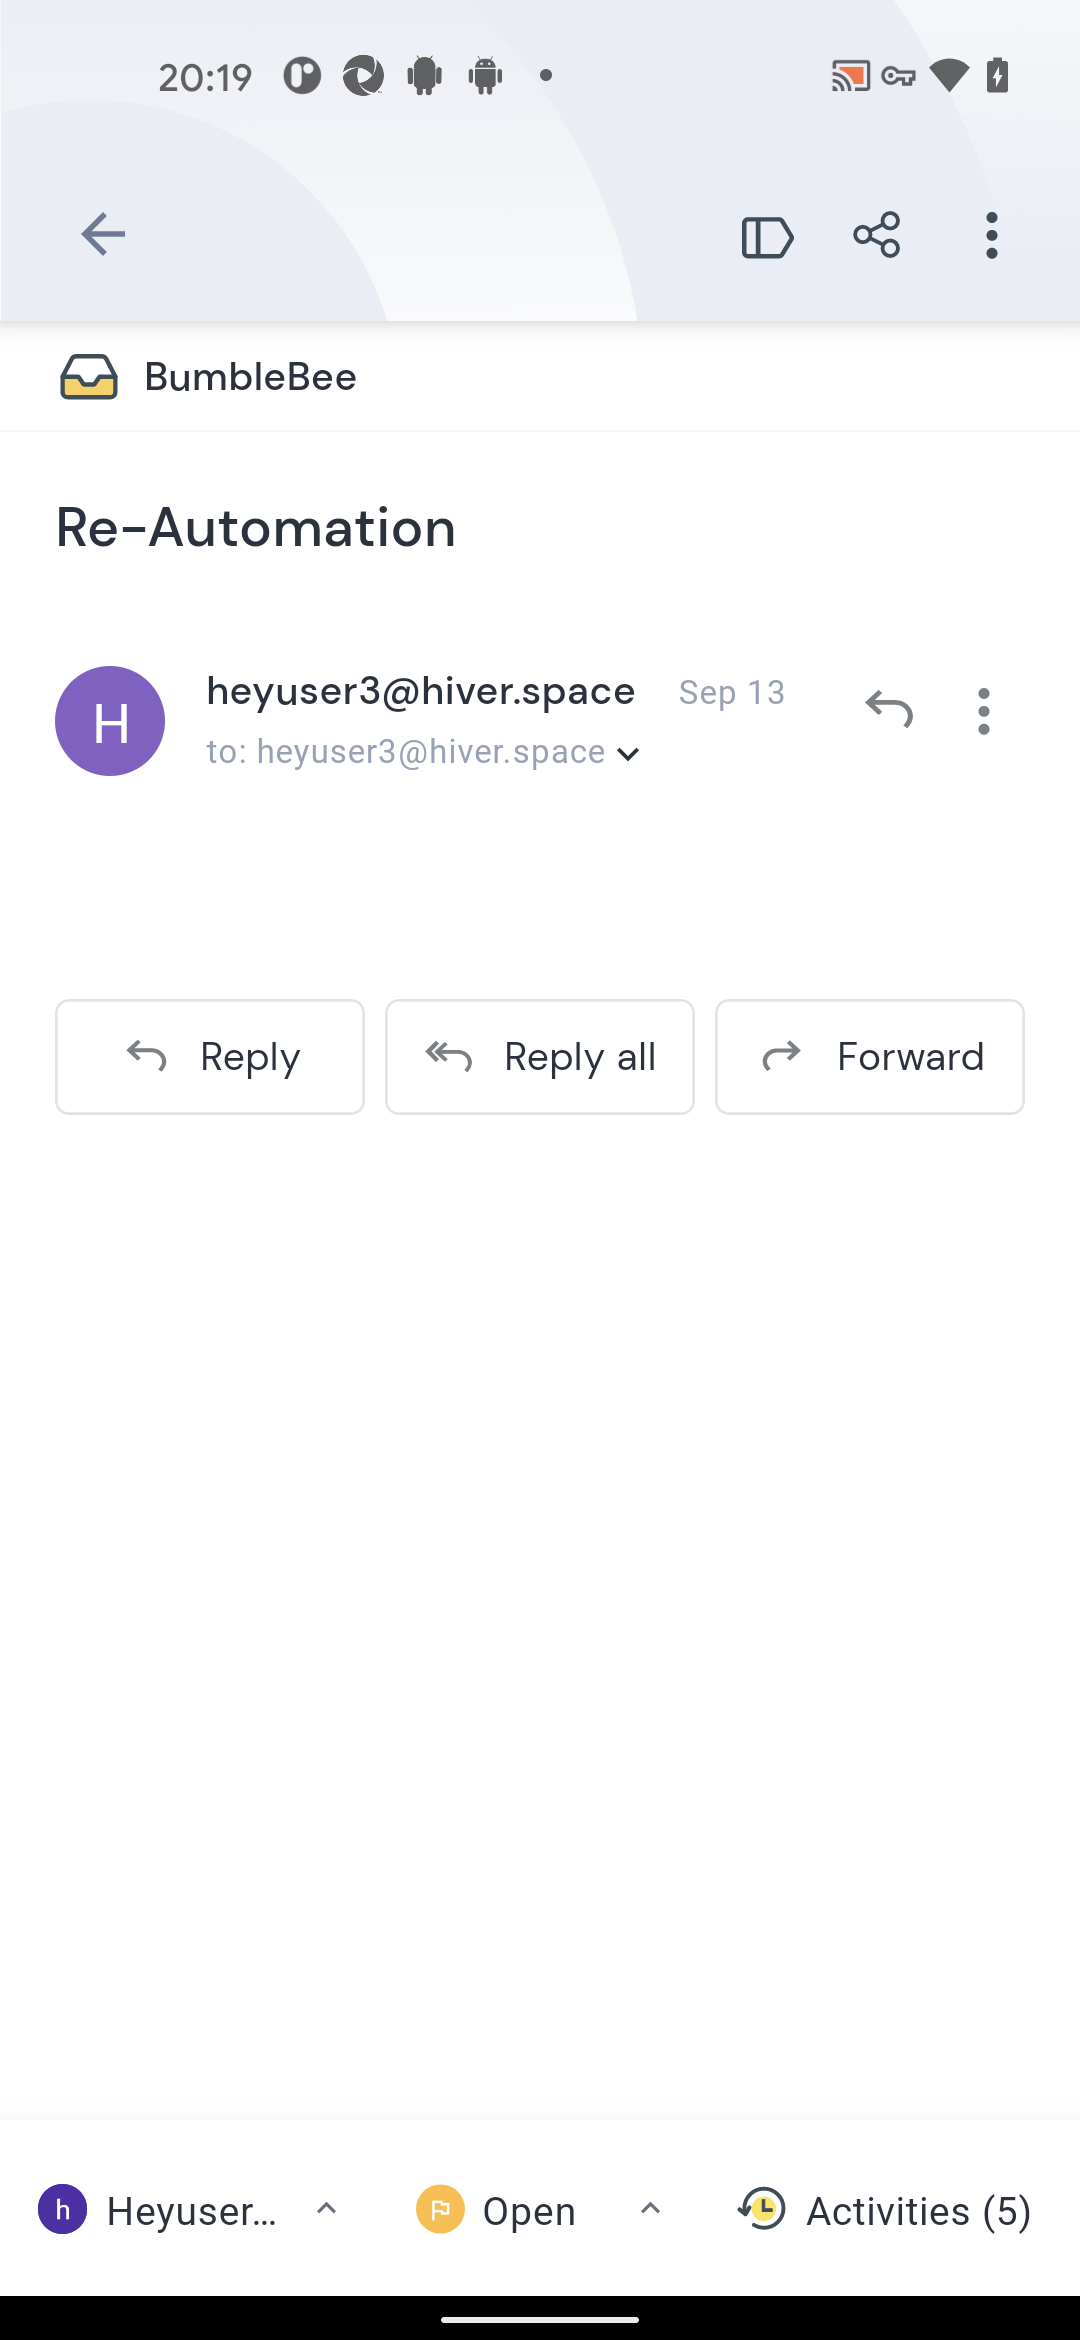 20:19
BumbleBee
Re-Automation
H
heyuser3@hiver.space Sep 13
to: heyuser3@hiver.space
Reply Reply all Forward
h Heyuser... Open Activities (5)